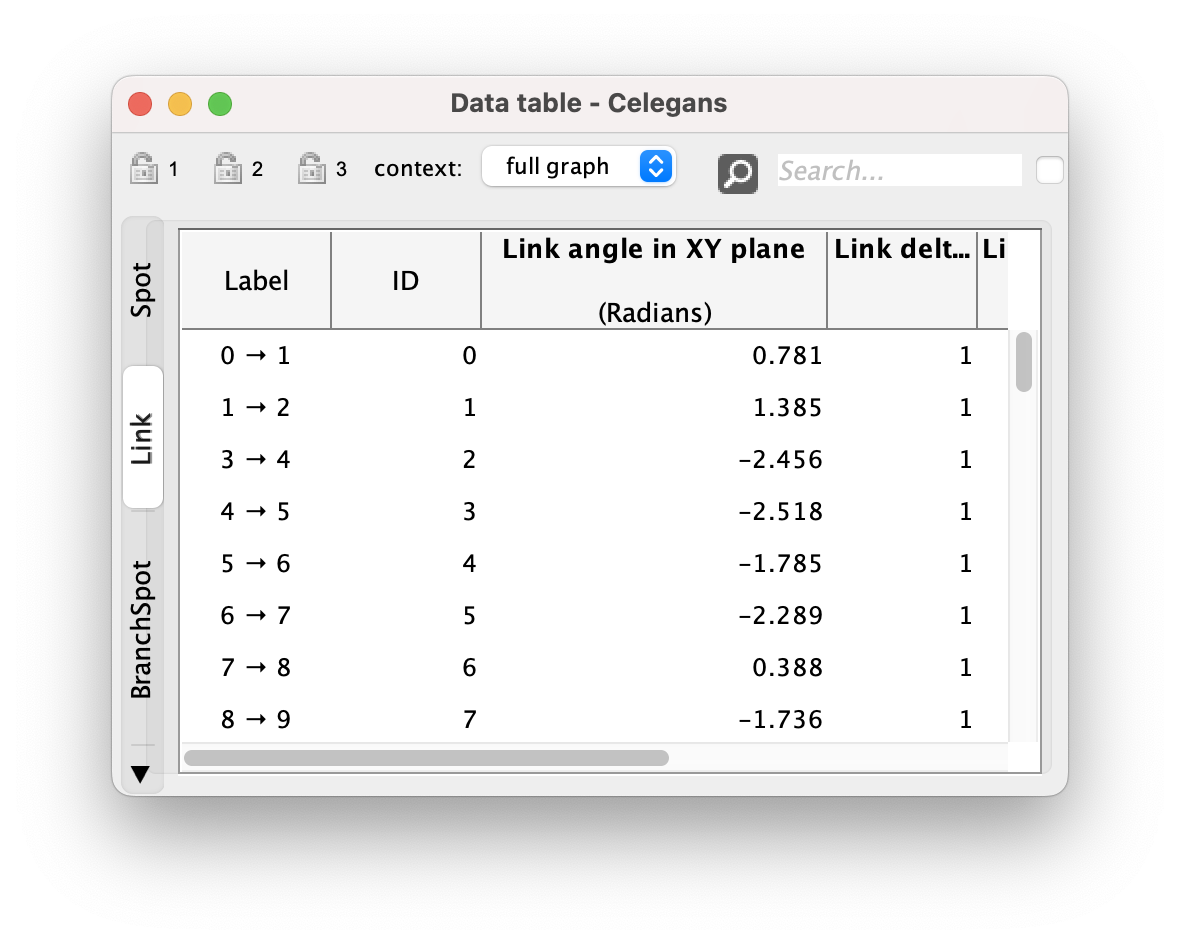 Data table - Celegans
1 2 3 context: full graph Search...
Spot
Link
BranchSpot
Label ID Link angle in XY plane (Radians) Link delt... Li
0 → 1 0 0.781 1
1 → 2 1 1.385 1
3 → 4 2 -2.456 1
4 → 5 3 -2.518 1
5 → 6 4 -1.785 1
6 → 7 5 -2.289 1
7 → 8 6 0.388 1
8 → 9 7 -1.736 1